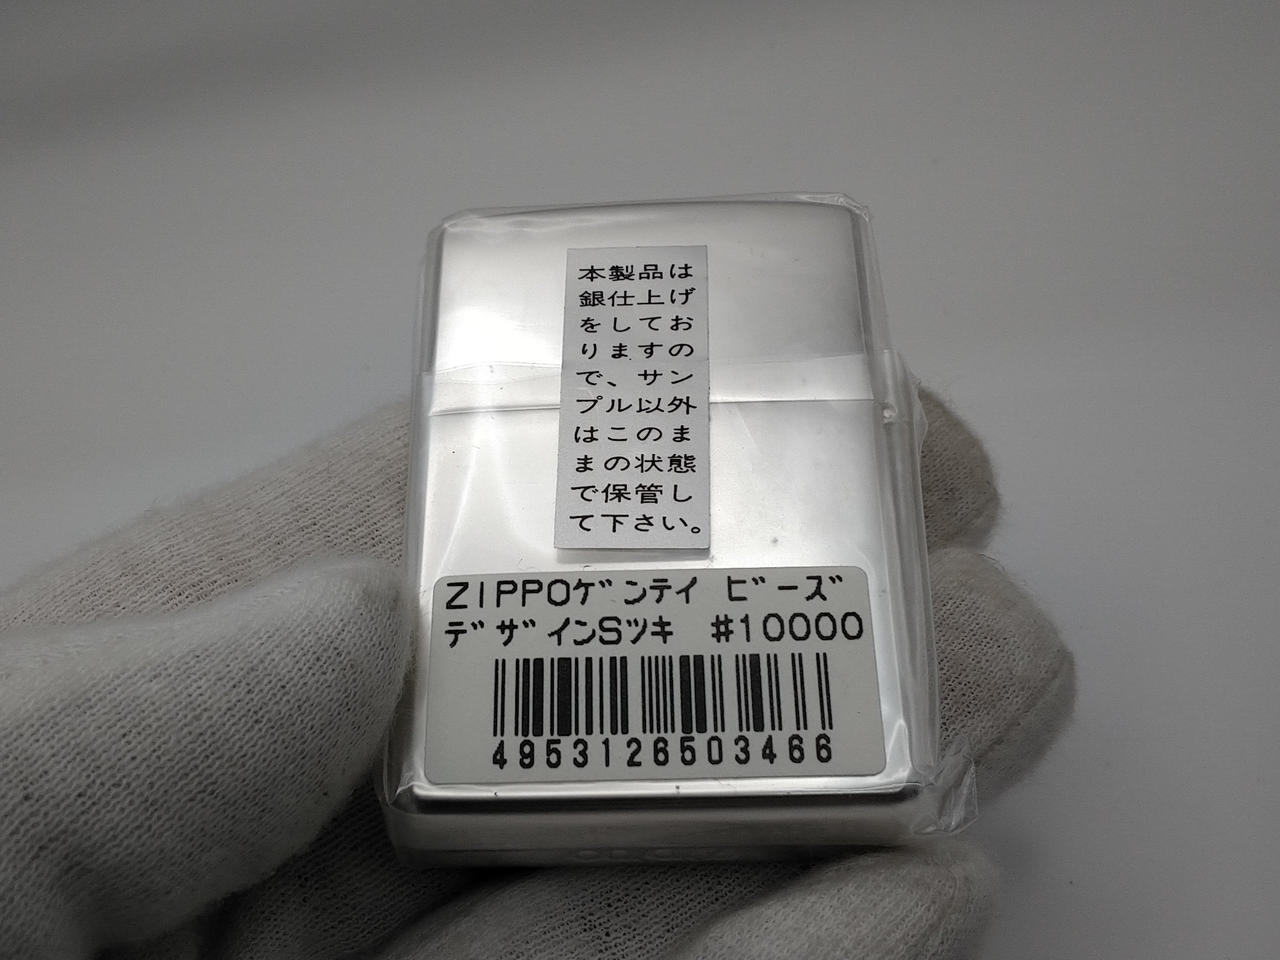 本製品は
銀仕上げ
をしてお
りますの
で、サン
プル以外
はこのま
まの状態
で保管し
て下さい。
ZIPPOゲンテイ ビーズ
デザインSツキ #10000
4953126503466